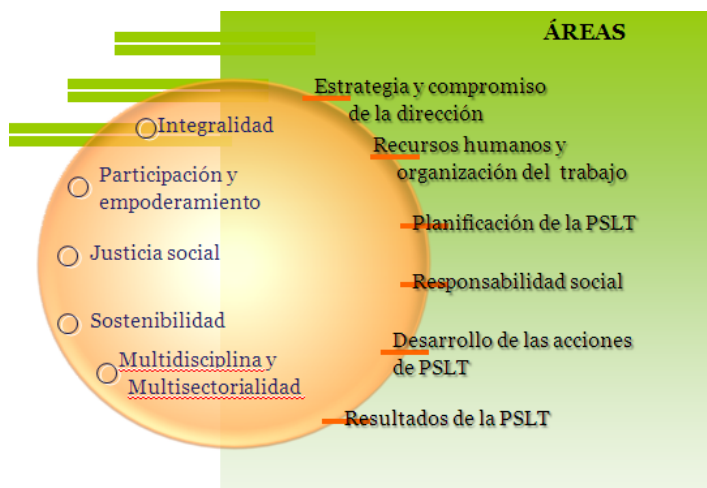 ÁREAS
Estrategia y compromiso
de la dirección
Integralidad
Recursos humanos y
organización del trabajo
Participación y
empoderamiento
Planificación de la PSLT
Justicia social
Responsabilidad social
Sostenibilidad
Desarrollo de las acciones
de PSLT
Multidisciplina y
Multisectorialidad
Resultados de la PSLT